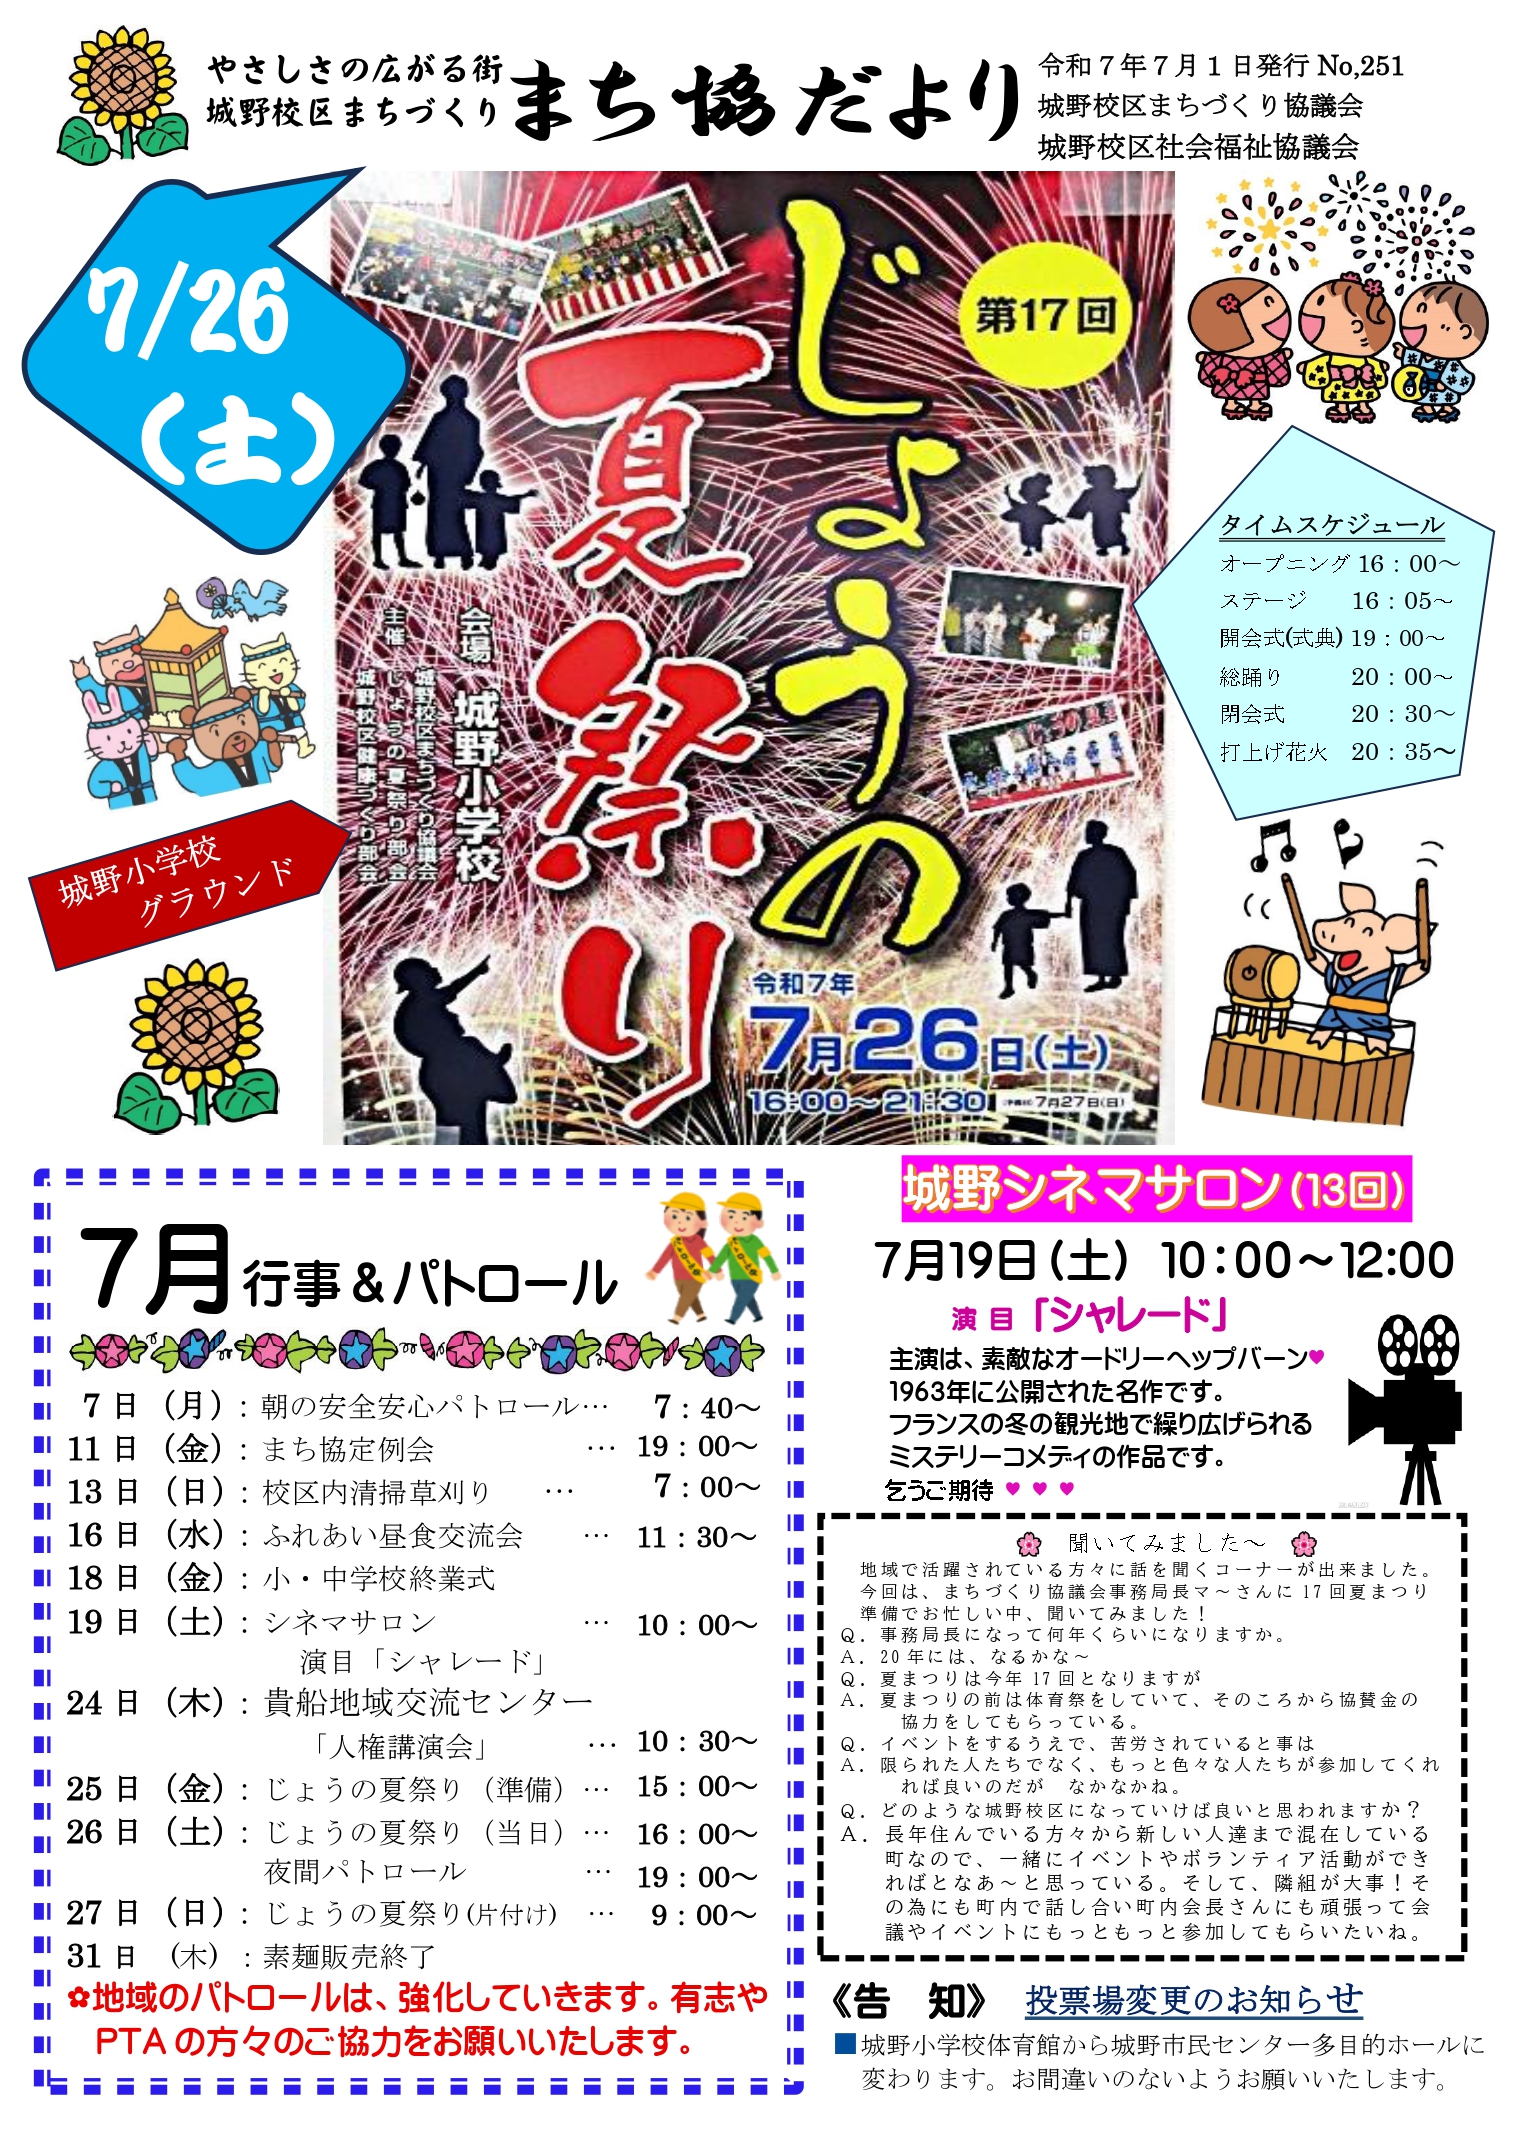 やさしさの広がる街
城野校区まちづくり
まち協だより
令和７年７月１日発行 No,251
城野校区まちづくり協議会
城野校区社会福祉協議会
7/26
(土)
第17回
じょうの
夏祭り
会場 城野小学校
主催
城野校区まちづくり協議会
じょうの夏祭り部会
城野校区健康づくり部会
令和7年
7月26日(土)
16:00～21:30
7月27日(日)
タイムスケジュール
オープニング 16：00～
ステージ 16：05～
開会式(式典) 19：00～
総踊り 20：00～
閉会式 20：30～
打上げ花火 20：35～
城野小学校
グラウンド
7月行事＆パトロール
7日（月）：朝の安全安心パトロール… 7：40～
11日（金）：まち協定例会 … 19：00～
13日（日）：校区内清掃草刈り … 7：00～
16日（水）：ふれあい昼食交流会 … 11：30～
18日（金）：小・中学校終業式
19日（土）：シネマサロン … 10：00～
演目「シャレード」
24日（木）：貴船地域交流センター
「人権講演会」 … 10：30～
25日（金）：じょうの夏祭り（準備）… 15：00～
26日（土）：じょうの夏祭り（当日）… 16：00～
夜間パトロール … 19：00～
27日（日）：じょうの夏祭り(片付け) … 9：00～
31日（木）：素麺販売終了
✿地域のパトロールは、強化していきます。有志や
PTAの方々のご協力をお願いいたします。
城野シネマサロン(13回)
7月19日(土) 10：00～12:00
演目「シャレード」
主演は、素敵なオードリーヘップバーン♥
1963年に公開された名作です。
フランスの冬の観光地で繰り広げられる
ミステリーコメディの作品です。
乞うご期待 ♥ ♥ ♥
聞いてみました～
地域で活躍されている方々に話を聞くコーナーが出来ました。
今回は、まちづくり協議会事務局長マ～さんに17回夏まつり
準備でお忙しい中、聞いてみました！
Q．事務局長になって何年くらいになりますか。
A．20年には、なるかな～
Q．夏まつりは今年17回となりますが
A．夏まつりの前は体育祭をしていて、そのころから協賛金の
協力をしてもらっている。
Q．イベントをするうえで、苦労されていると事は
A．限られた人たちでなく、もっと色々な人たちが参加してくれ
れば良いのだが　なかなかね。
Q．どのような城野校区になっていけば良いと思われますか？
A．長年住んでいる方々から新しい人達まで混在している
町なので、一緒にイベントやボランティア活動ができ
ればとなあ～と思っている。そして、隣組が大事！そ
の為にも町内で話し合い町内会長さんにも頑張って会
議やイベントにもっともっと参加してもらいたいね。
《告　知》 投票場変更のお知らせ
■城野小学校体育館から城野市民センター多目的ホールに
変わります。お間違いのないようお願いいたします。